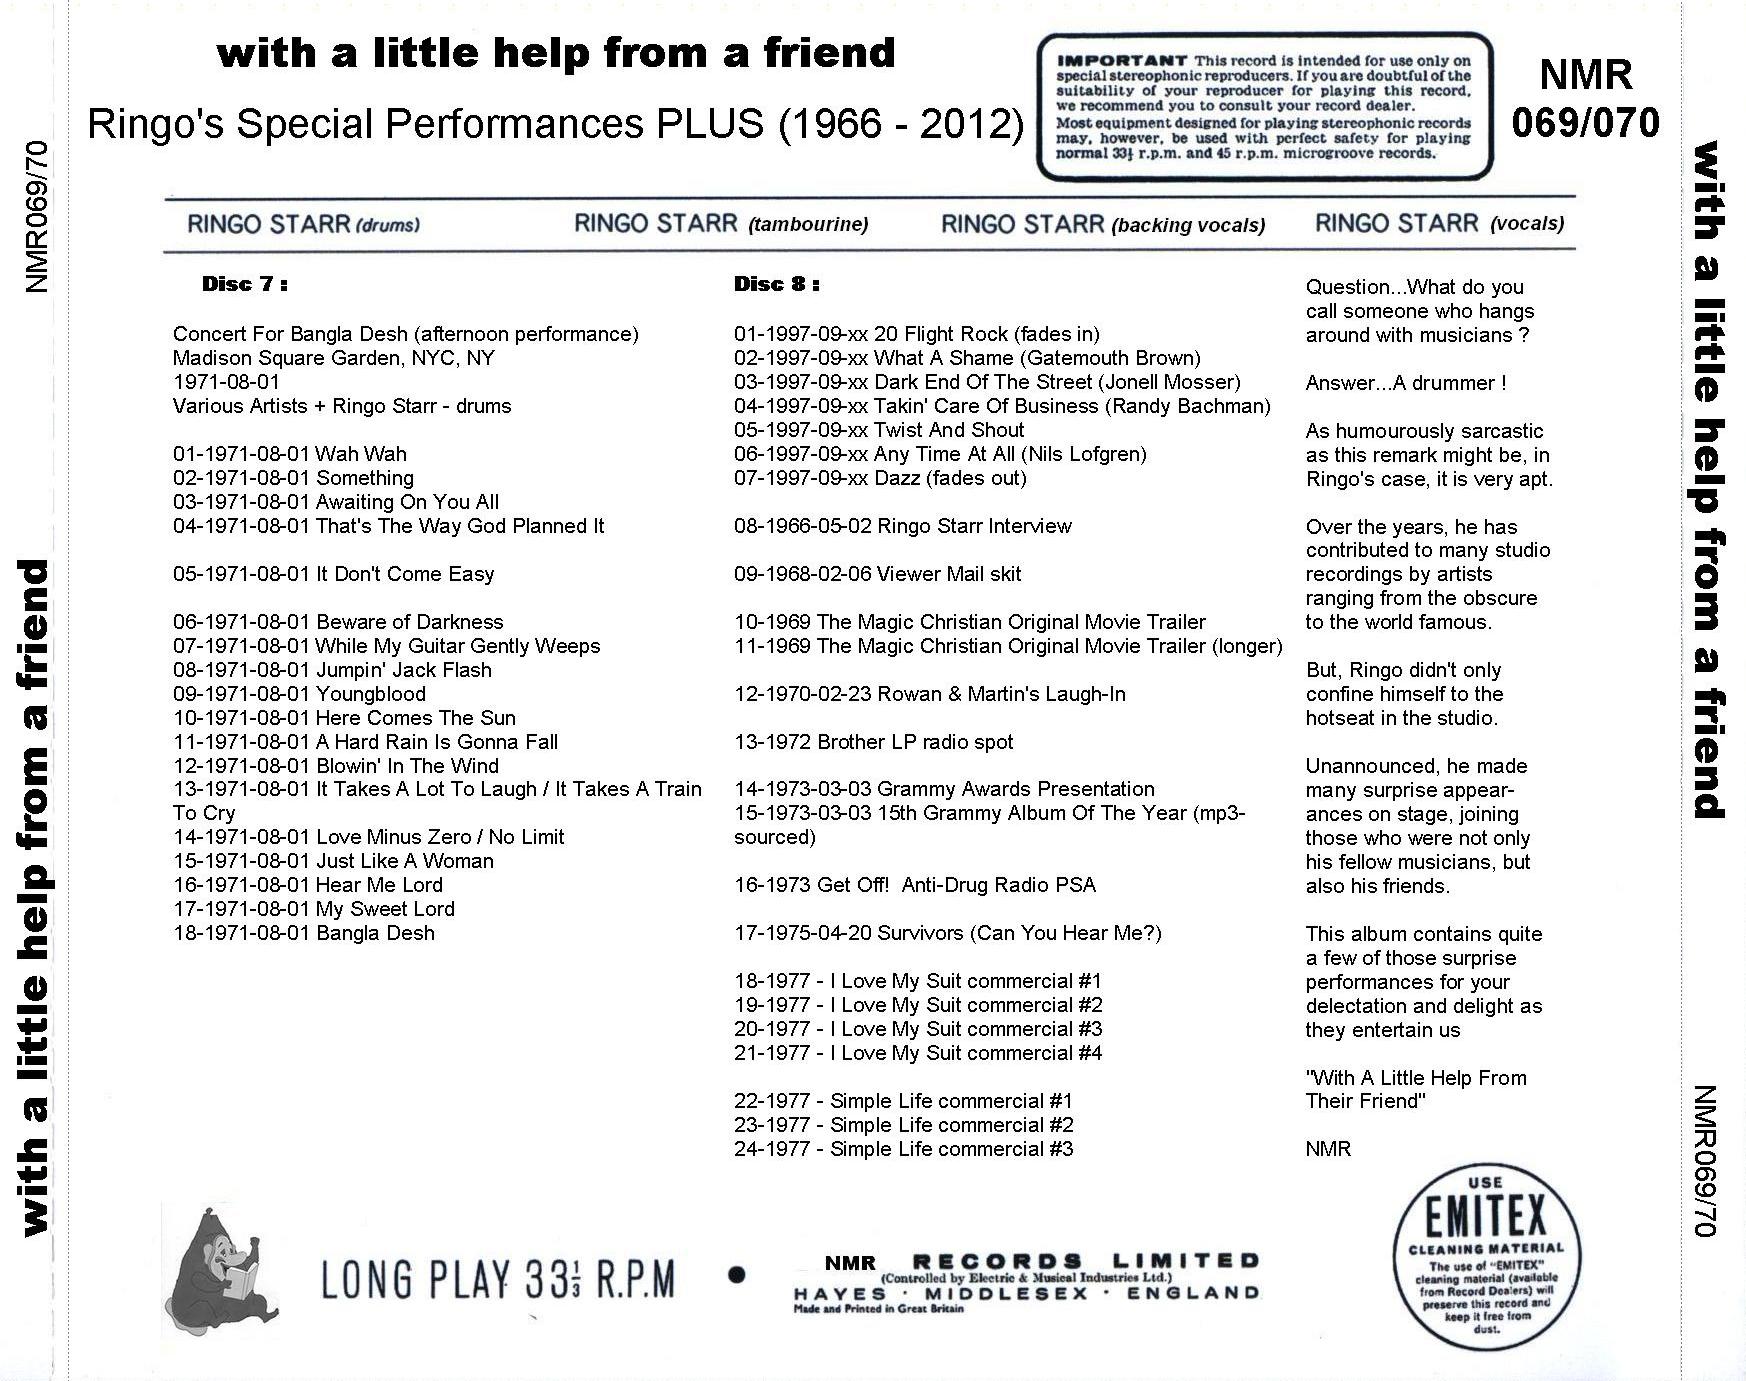 with a little help from a friend
Ringo's Special Performances PLUS (1966 - 2012)
IMPORTANT This record is intended for use only on
special stereophonic reproducers. If you are doubtful of the
suitability of your reproducer for playing this record,
we recommend you to consult your record dealer.
Most equipment designed for playing stereophonic records
may, however, be used with perfect safety for playing
normal 33⅓ r.p.m. and 45 r.p.m. microgroove records.
NMR
069/070
NMR069/70
with a little help from a friend
RINGO STARR (drums)
RINGO STARR (tambourine)
RINGO STARR (backing vocals)
RINGO STARR (vocals)
Disc 7 :
Concert For Bangla Desh (afternoon performance)
Madison Square Garden, NYC, NY
1971-08-01
Various Artists + Ringo Starr - drums
01-1971-08-01 Wah Wah
02-1971-08-01 Something
03-1971-08-01 Awaiting On You All
04-1971-08-01 That's The Way God Planned It
05-1971-08-01 It Don't Come Easy
06-1971-08-01 Beware of Darkness
07-1971-08-01 While My Guitar Gently Weeps
08-1971-08-01 Jumpin' Jack Flash
09-1971-08-01 Youngblood
10-1971-08-01 Here Comes The Sun
11-1971-08-01 A Hard Rain Is Gonna Fall
12-1971-08-01 Blowin' In The Wind
13-1971-08-01 It Takes A Lot To Laugh / It Takes A Train
To Cry
14-1971-08-01 Love Minus Zero / No Limit
15-1971-08-01 Just Like A Woman
16-1971-08-01 Hear Me Lord
17-1971-08-01 My Sweet Lord
18-1971-08-01 Bangla Desh
Disc 8 :
01-1997-09-xx 20 Flight Rock (fades in)
02-1997-09-xx What A Shame (Gatemouth Brown)
03-1997-09-xx Dark End Of The Street (Jonell Mosser)
04-1997-09-xx Takin' Care Of Business (Randy Bachman)
05-1997-09-xx Twist And Shout
06-1997-09-xx Any Time At All (Nils Lofgren)
07-1997-09-xx Dazz (fades out)
08-1966-05-02 Ringo Starr Interview
09-1968-02-06 Viewer Mail skit
10-1969 The Magic Christian Original Movie Trailer
11-1969 The Magic Christian Original Movie Trailer (longer)
12-1970-02-23 Rowan & Martin's Laugh-In
13-1972 Brother LP radio spot
14-1973-03-03 Grammy Awards Presentation
15-1973-03-03 15th Grammy Album Of The Year (mp3-
sourced)
16-1973 Get Off! Anti-Drug Radio PSA
17-1975-04-20 Survivors (Can You Hear Me?)
18-1977 - I Love My Suit commercial #1
19-1977 - I Love My Suit commercial #2
20-1977 - I Love My Suit commercial #3
21-1977 - I Love My Suit commercial #4
22-1977 - Simple Life commercial #1
23-1977 - Simple Life commercial #2
24-1977 - Simple Life commercial #3
Question...What do you
call someone who hangs
around with musicians ?
Answer...A drummer !
As humourously sarcastic
as this remark might be, in
Ringo's case, it is very apt.
Over the years, he has
contributed to many studio
recordings by artists
ranging from the obscure
to the world famous.
But, Ringo didn't only
confine himself to the
hotseat in the studio.
Unannounced, he made
many surprise appear-
ances on stage, joining
those who were not only
his fellow musicians, but
also his friends.
This album contains quite
a few of those surprise
performances for your
delectation and delight as
they entertain us
"With A Little Help From
Their Friend"
NMR
with a little help from a friend
NMR069/70
LONG PLAY 33⅓ R.P.M
•
NMR RECORDS LIMITED
(Controlled by Electric & Musical Industries Ltd.)
HAYES · MIDDLESEX · ENGLAND
Made and Printed in Great Britain
USE
EMITEX
CLEANING MATERIAL
The use of "EMITEX"
cleaning material (available
from Record Dealers) will
preserve this record and
keep it free from
dust.